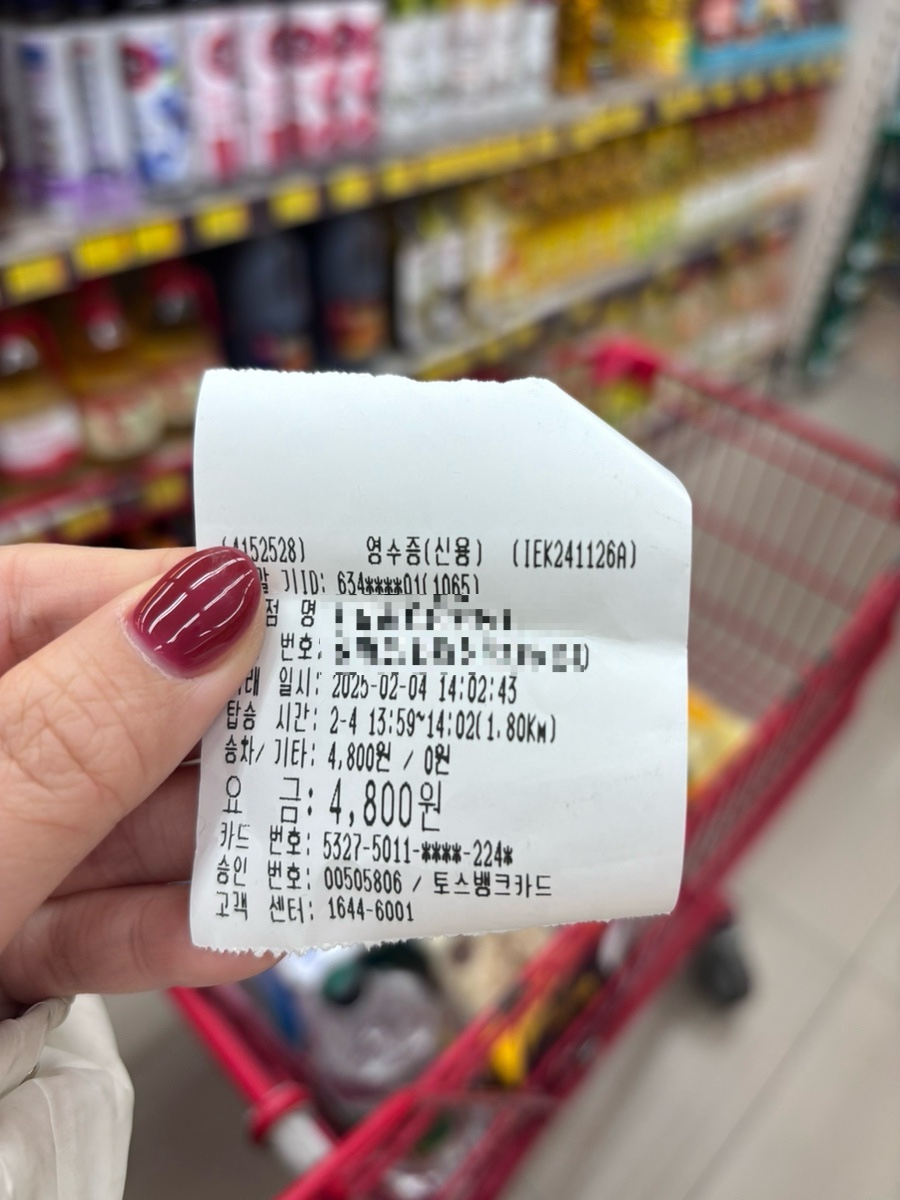 (4152528) 영수증(신용) (IEK241126A)
기ID: 634****01(1065)
점 명
번호:
래 일시: 2025-02-04 14:02:43
탑승 시간: 2-4 13:59~14:02(1.80Km)
승차/ 기타: 4,800원 / 0원
요 금: 4,800원
카드 번호: 5327-5011-****-224*
승인 번호: 00505806 / 토스뱅크카드
고객 센터: 1644-6001